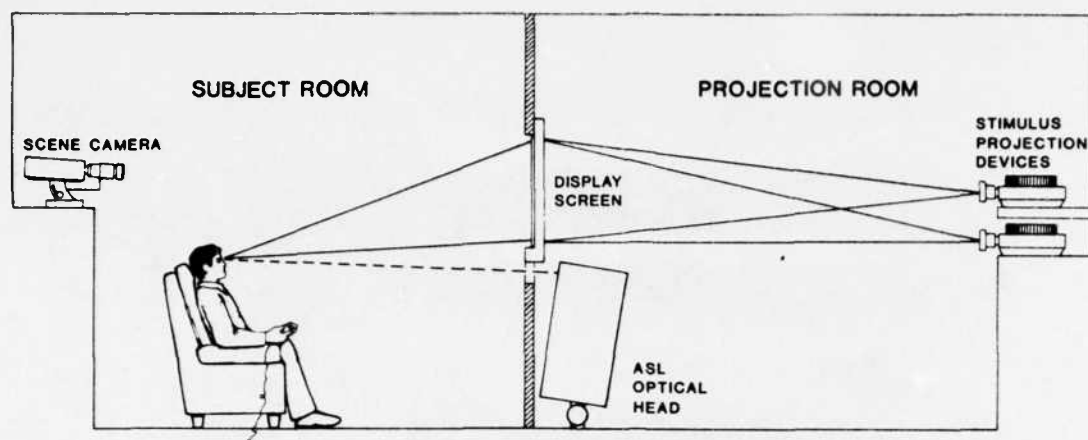 SUBJECT ROOM
PROJECTION ROOM
SCENE CAMERA
STIMULUS
PROJECTION
DEVICES
DISPLAY
SCREEN
ASL
OPTICAL
HEAD